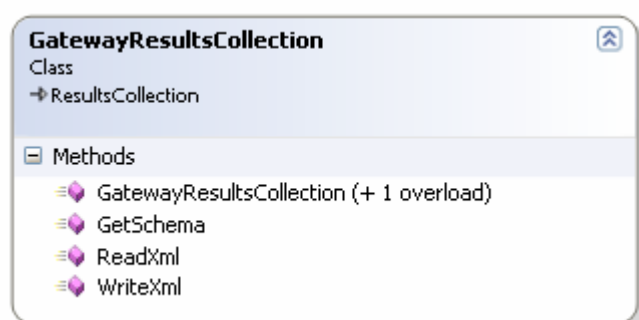 GatewayResultsCollection
Class
ResultsCollection
Methods
GatewayResultsCollection (+ 1 overload)
GetSchema
ReadXml
WriteXml